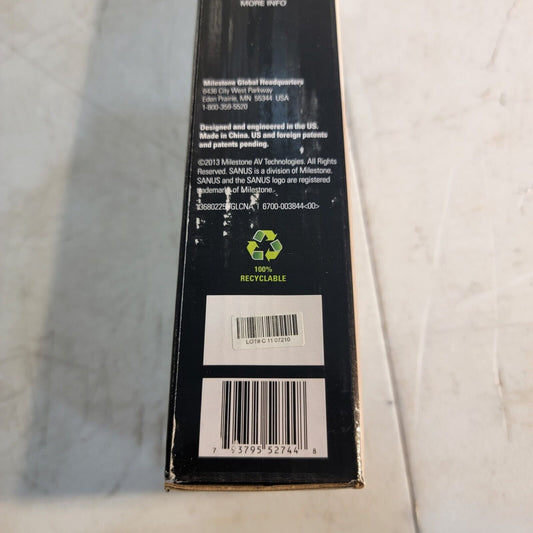 MORE INFO
Milestone Global Headquarters
6436 City West Parkway
Eden Prairie, MN 55344 USA
1-800-359-5520
Designed and engineered in the US.
Made in China. US and foreign patents
and patents pending.
©2013 Milestone AV Technologies. All Rights
Reserved. SANUS is a division of Milestone.
SANUS and the SANUS logo are registered
trademarks of Milestone.
6700-003844<00>
100%
RECYCLABLE
LOT# C 11 07210
7 93795 52744 8